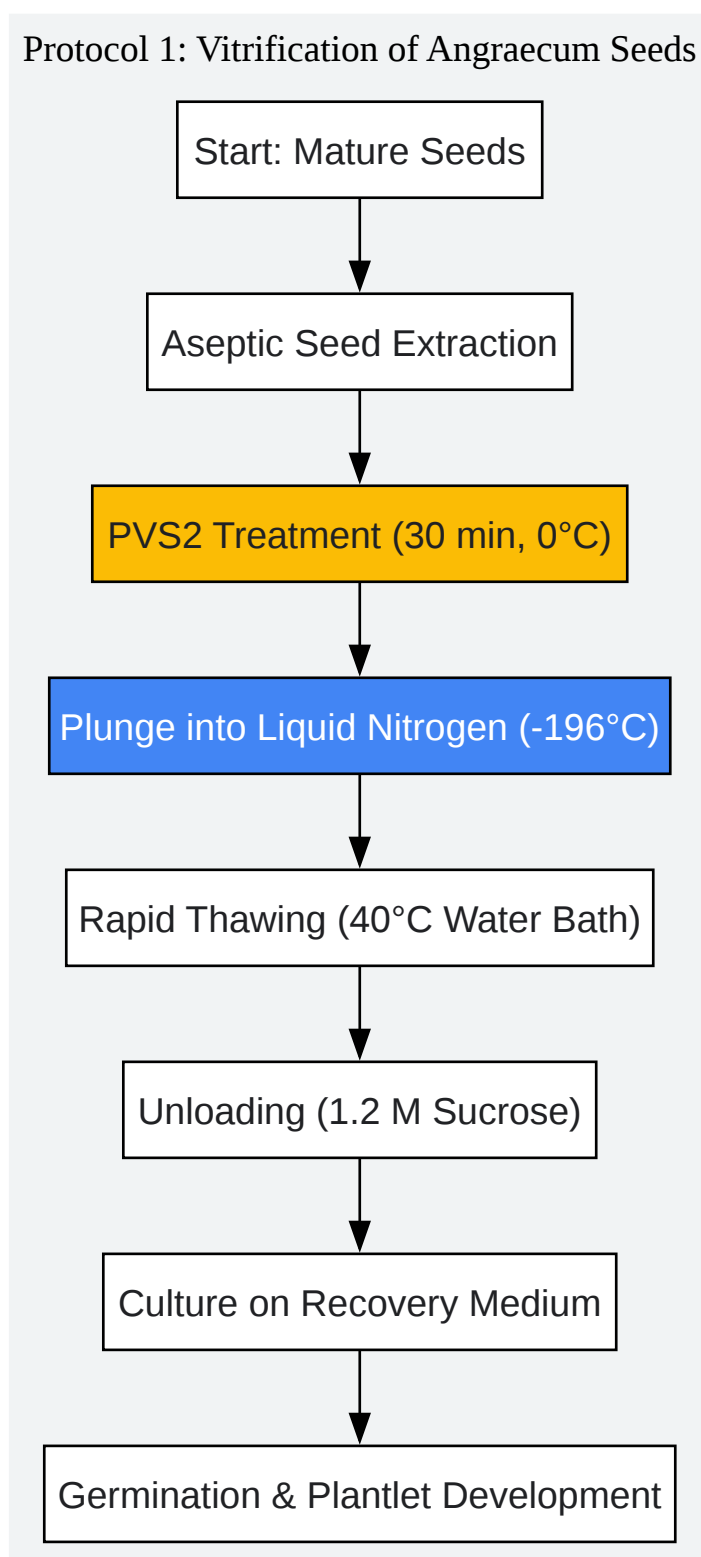 Protocol 1: Vitrification of Angraecum Seeds
Start: Mature Seeds
Aseptic Seed Extraction
PVS2 Treatment (30 min, 0°C)
Plunge into Liquid Nitrogen (-196°C)
Rapid Thawing (40°C Water Bath)
Unloading (1.2 M Sucrose)
Culture on Recovery Medium
Germination & Plantlet Development